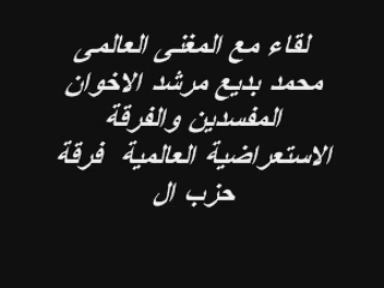 لقاء مع المغنى العالمى
محمد بديع مرشد الاخوان
المفسدين والفرقة
الاستعراضية العالمية فرقة
حزب ال